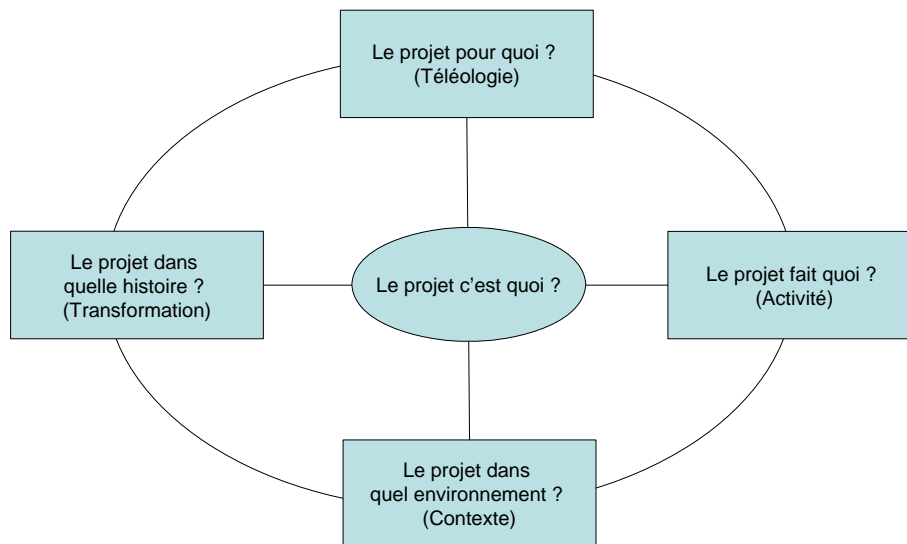 Le projet pour quoi ?
(Téléologie)
Le projet dans
quelle histoire ?
(Transformation)
Le projet c'est quoi ?
Le projet fait quoi ?
(Activité)
Le projet dans
quel environnement ?
(Contexte)